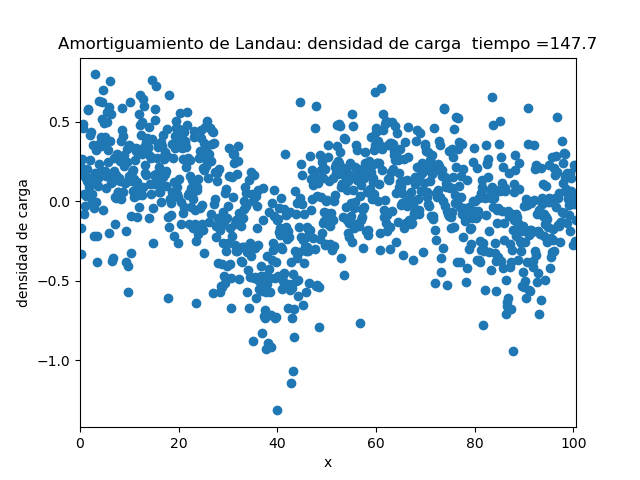 Amortiguamiento de Landau: densidad de carga  tiempo =147.7
densidad de carga
0.5
0.0
−0.5
−1.0
0 20 40 60 80 100
x